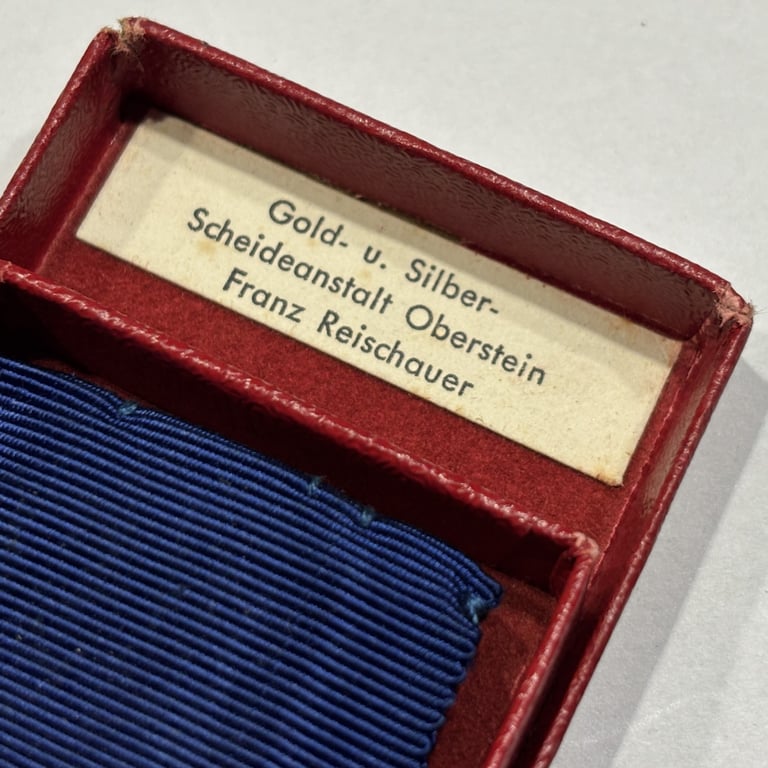 Gold- u. Silber-
Scheideanstalt Oberstein
Franz Reischauer